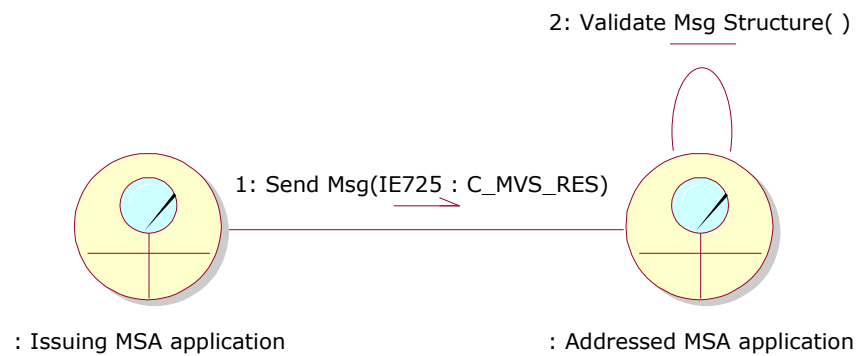 2: Validate Msg Structure( )
1: Send Msg(IE725 : C_MVS_RES)
: Issuing MSA application
: Addressed MSA application